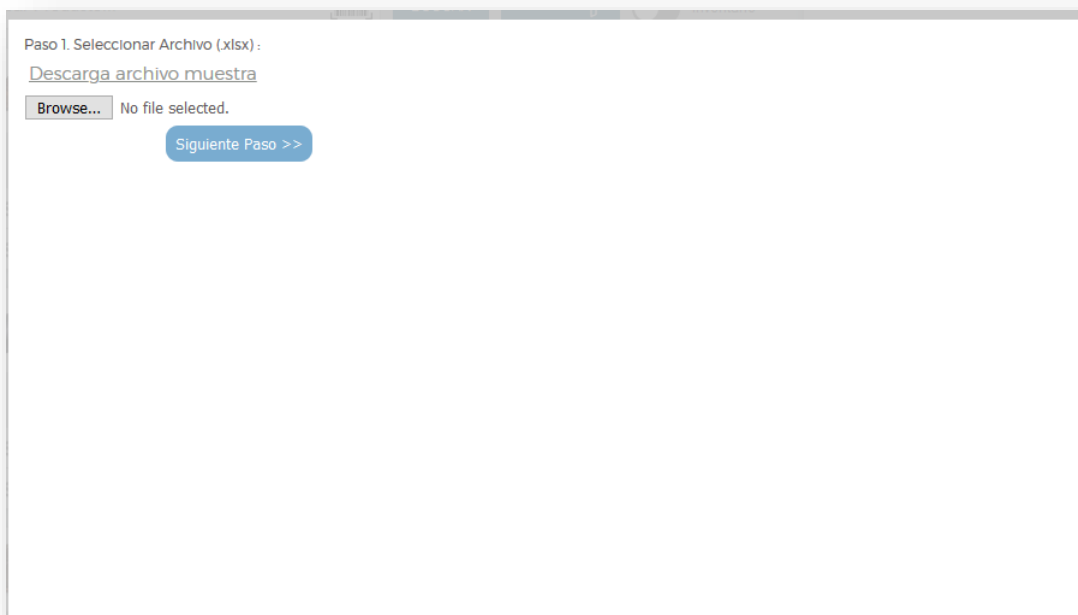 Paso 1. Seleccionar Archivo (.xlsx) :
Descarga archivo muestra
Browse... No file selected.
Siguiente Paso >>